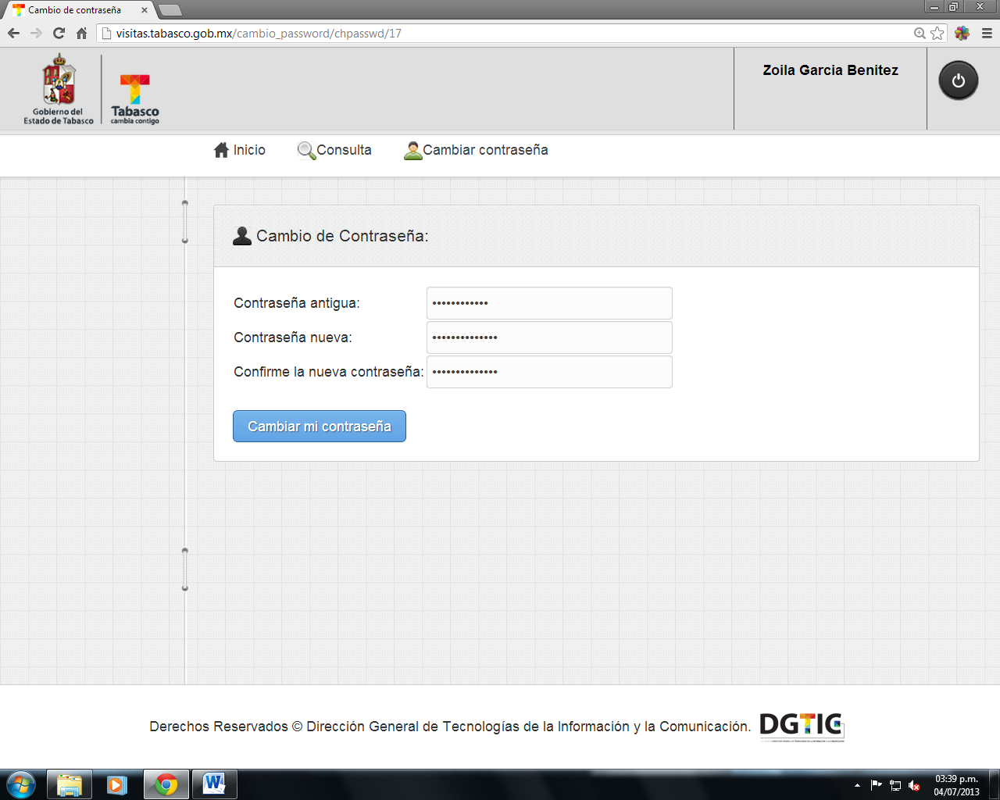 Cambio de contraseña
visitas.tabasco.gob.mx/cambio_password/chpasswd/17
Gobierno del
Estado de Tabasco
Tabasco
cambia contigo
Zoila Garcia Benitez
Inicio
Consulta
Cambiar contraseña
Cambio de Contraseña:
Contraseña antigua:
Contraseña nueva:
Confirme la nueva contraseña:
Cambiar mi contraseña
Derechos Reservados © Dirección General de Tecnologías de la Información y la Comunicación.
DGTIC
03:39 p.m.
04/07/2013